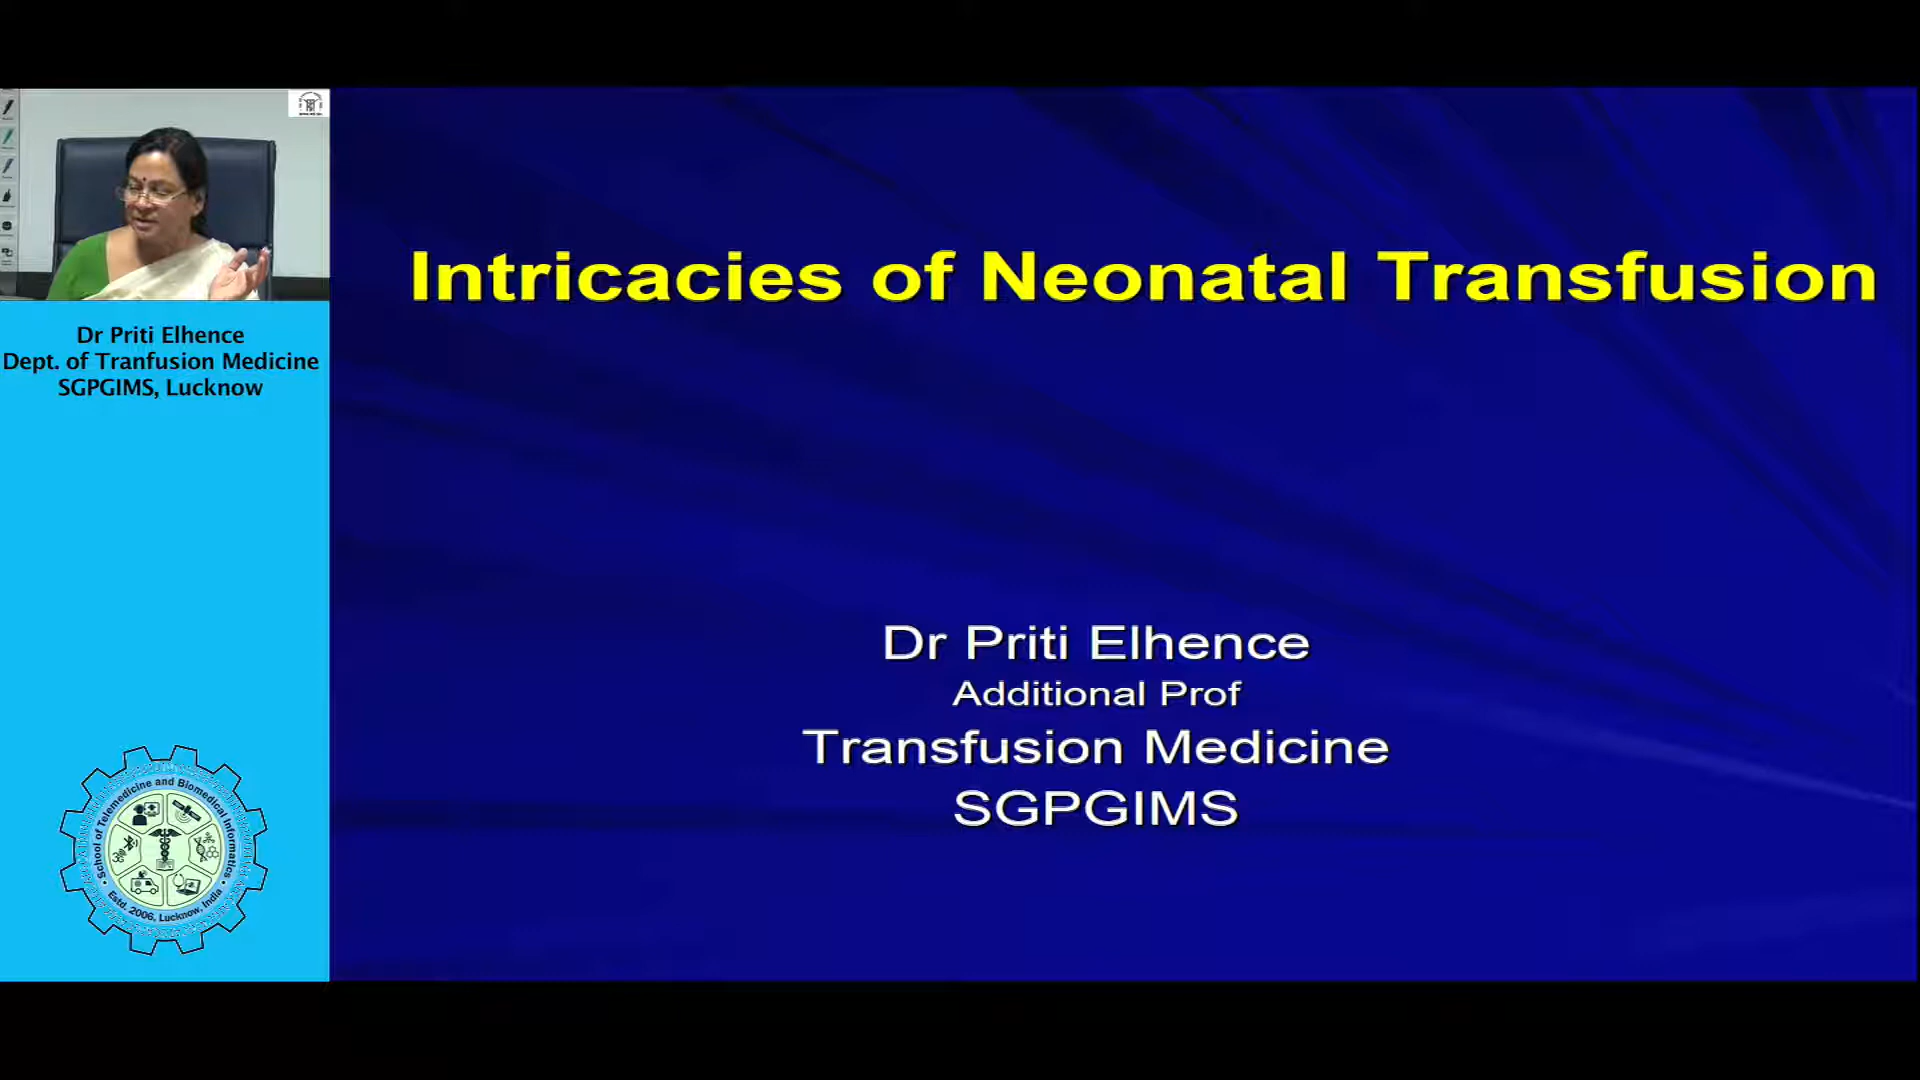 Intricacies of Neonatal Transfusion
Dr Priti Elhence
Dept. of Tranfusion Medicine
SGPGIMS, Lucknow
Dr Priti Elhence
Additional Prof
Transfusion Medicine
SGPGIMS
School of Telemedicine and Biomedical Informatics
Estd. 2006, Lucknow, India